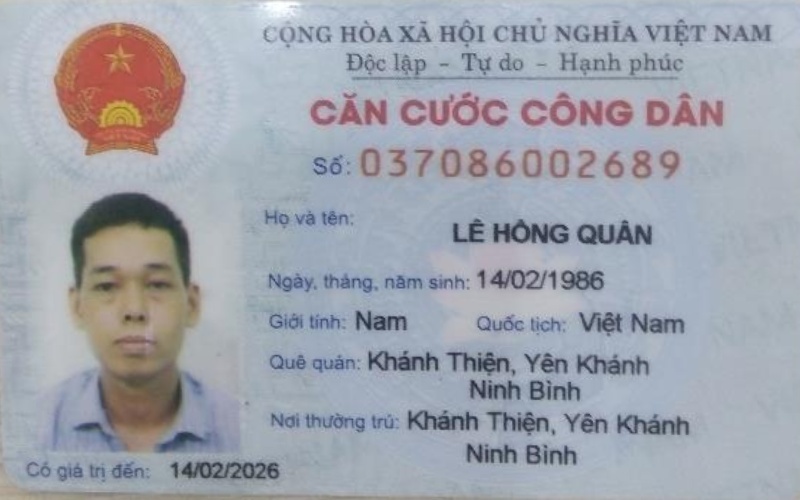 CỘNG HÒA XÃ HỘI CHỦ NGHĨA VIỆT NAM
Độc lập - Tự do - Hạnh phúc
CĂN CƯỚC CÔNG DÂN
Số: 037086002689
Họ và tên: LÊ HỒNG QUÂN
Ngày, tháng, năm sinh: 14/02/1986
Giới tính: Nam Quốc tịch: Việt Nam
Quê quán: Khánh Thiện, Yên Khánh
Ninh Bình
Nơi thường trú: Khánh Thiện, Yên Khánh
Ninh Bình
Có giá trị đến: 14/02/2026